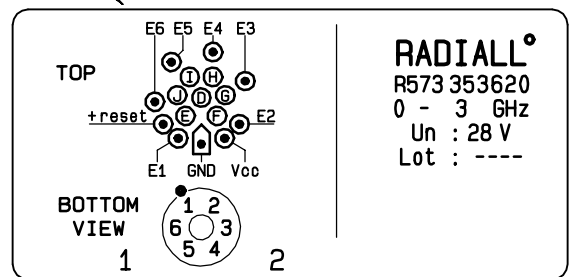 E6 E5 E4 E3
TOP
I H
J D G
E F
+reset
E2
E1 GND Vcc
BOTTOM
VIEW
1 2
6 3
5 4
1 2
RADIALL°
R573 353620
0 - 3 GHz
Un : 28 V
Lot : ----